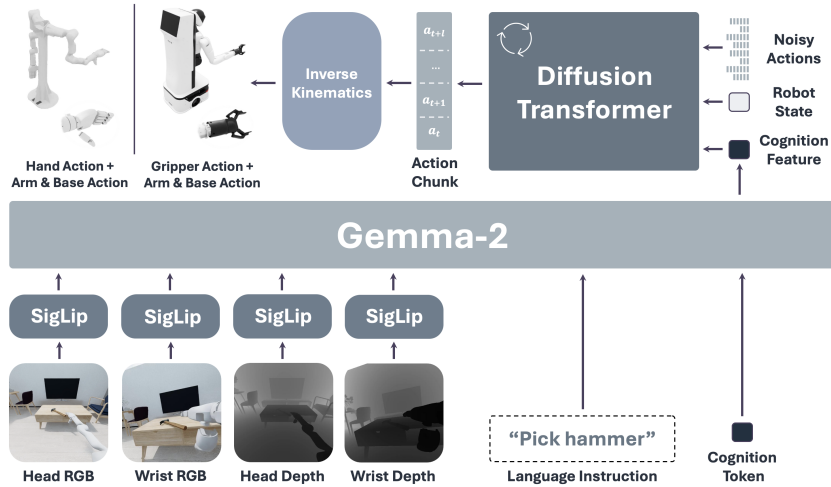 Noisy
Actions
Robot
State
Cognition
Feature
Diffusion
Transformer
a_{t+l}
...
a_{t+1}
a_t
Action
Chunk
Inverse
Kinematics
Hand Action +
Arm & Base Action
Gripper Action +
Arm & Base Action
Gemma-2
SigLip
SigLip
SigLip
SigLip
Head RGB
Wrist RGB
Head Depth
Wrist Depth
“Pick hammer”
Language Instruction
Cognition
Token